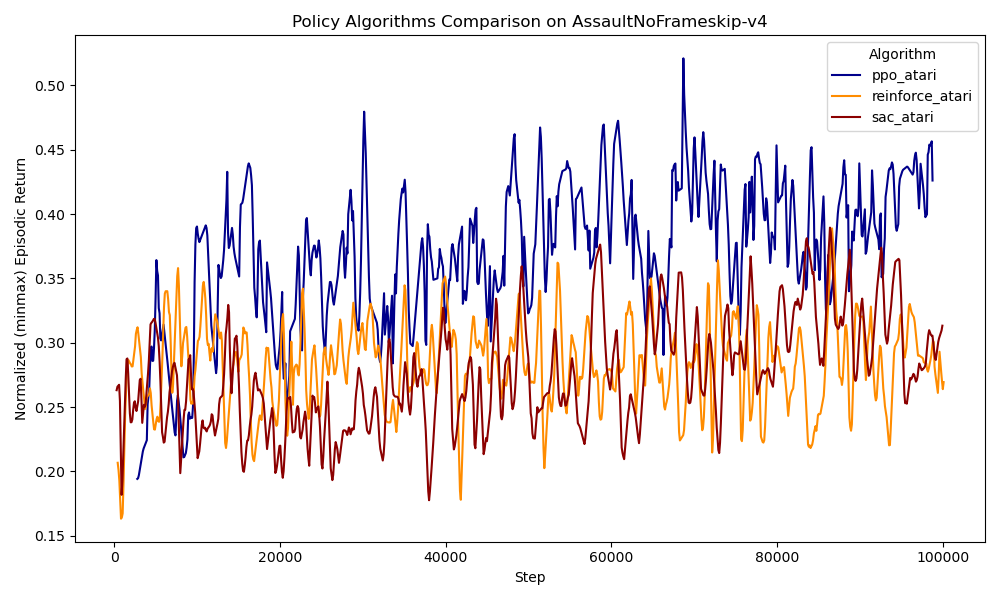 Policy Algorithms Comparison on AssaultNoFrameskip-v4
Algorithm
ppo_atari
reinforce_atari
sac_atari
Normalized (minmax) Episodic Return
0.50
0.45
0.40
0.35
0.30
0.25
0.20
0.15
0 20000 40000 60000 80000 100000
Step